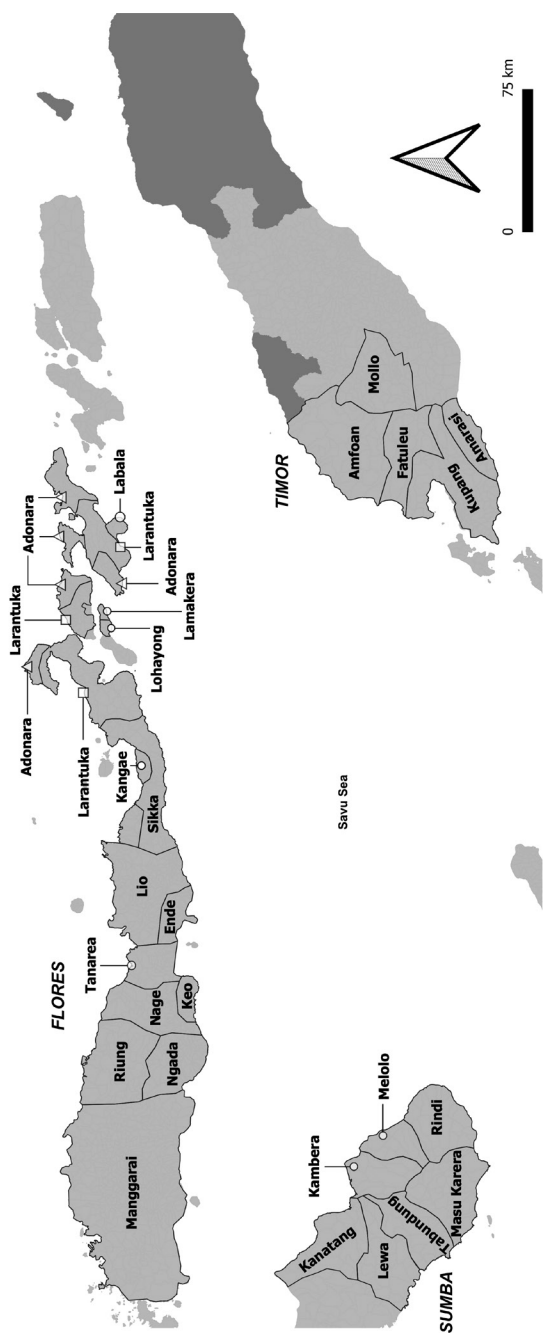 FLORES
Manggarai
Riung
Ngada
Nage
Keo
Tanarea
Ende
Lio
Sikka
Kangae
Larantuka
Adonara
Larantuka
Adonara
Lohayong
Lamakera
Adonara
Larantuka
Labala
SUMBA
Kanatang
Lewa
Tabundung
Kambera
Melolo
Masu Karera
Rindi
Savu Sea
TIMOR
Amfoan
Mollo
Fatuleu
Kupang
Amarasi
0
75 km